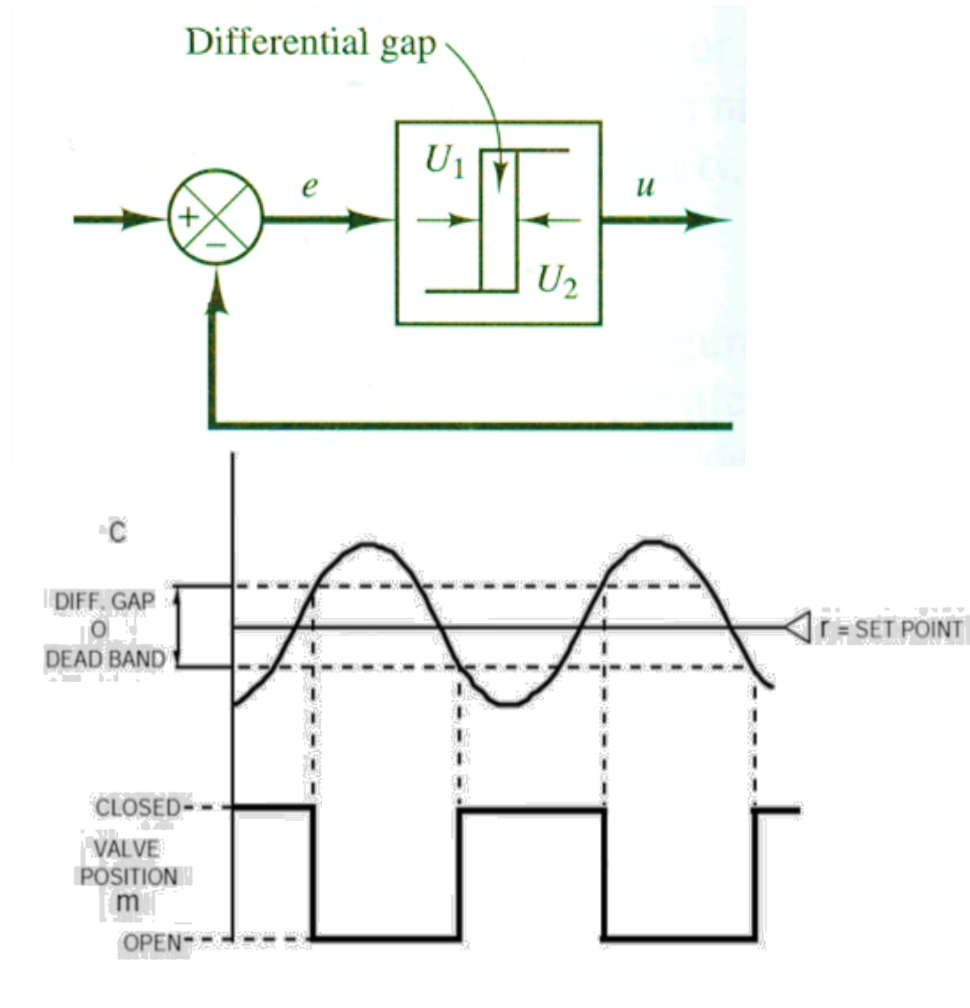 Differential gap
e
U1
u
+
−
U2
C
DIFF. GAP
O
DEAD BAND
r = SET POINT
CLOSED
VALVE
POSITION
m
OPEN